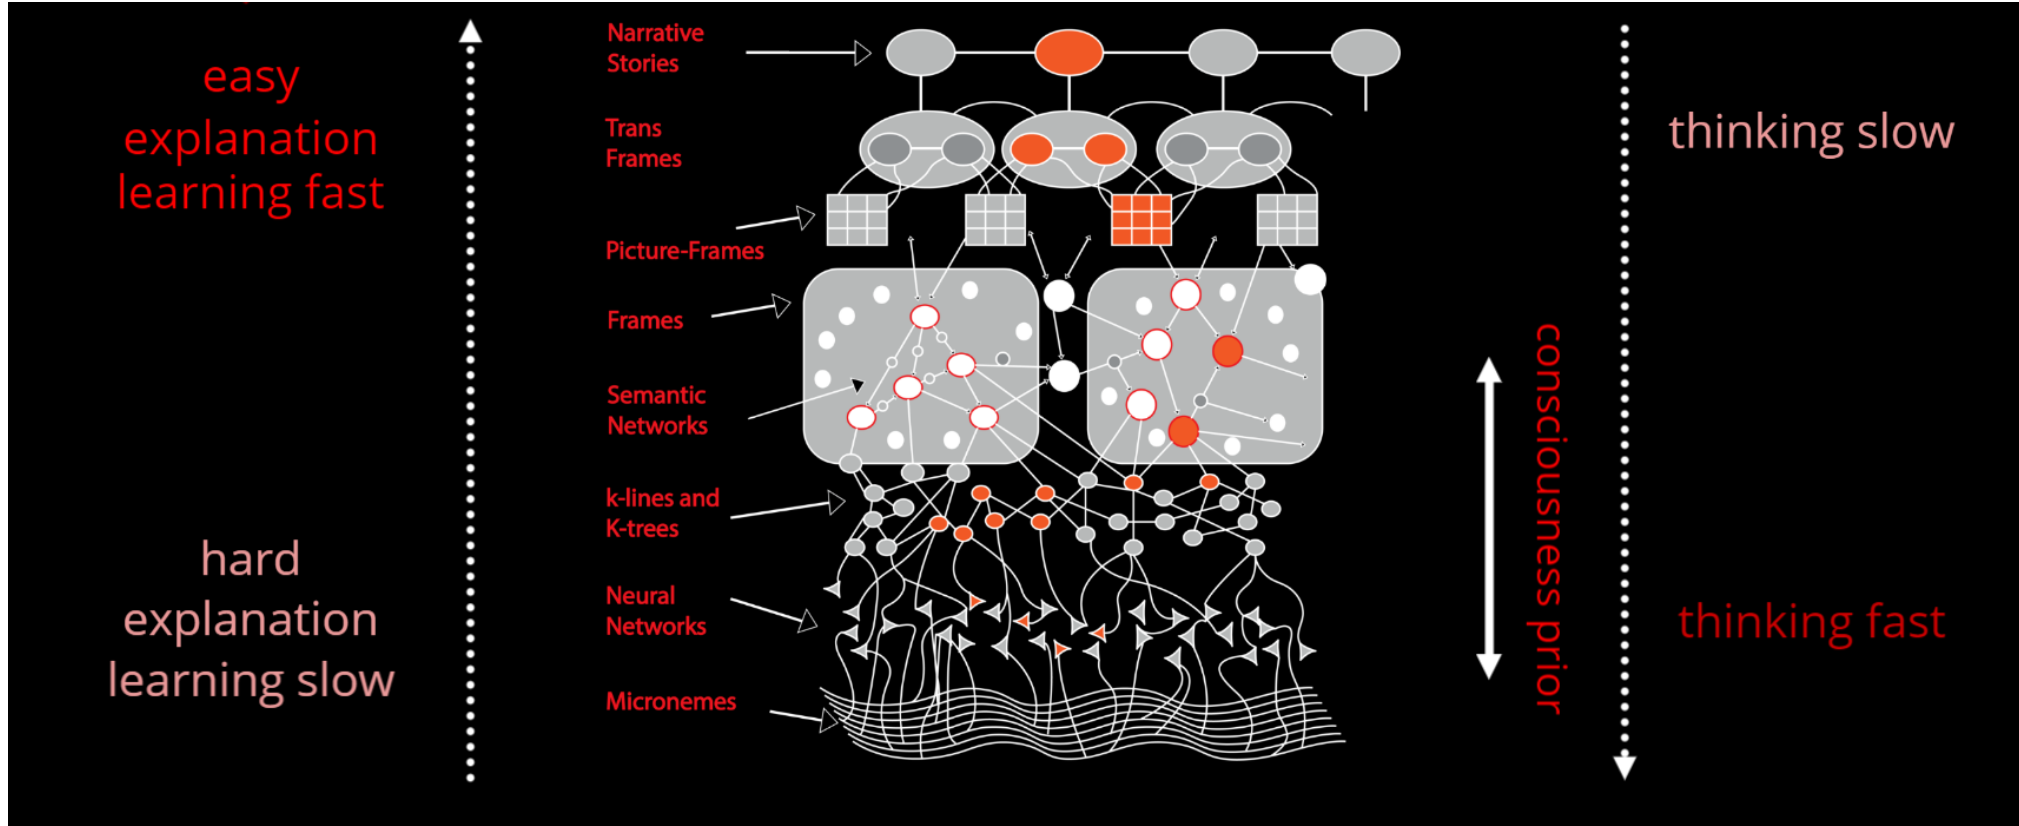 easy
explanation
learning fast
hard
explanation
learning slow
Narrative
Stories
Trans
Frames
Picture-Frames
Frames
Semantic
Networks
k-lines and
K-trees
Neural
Networks
Micronemes
consciousness prior
thinking slow
thinking fast